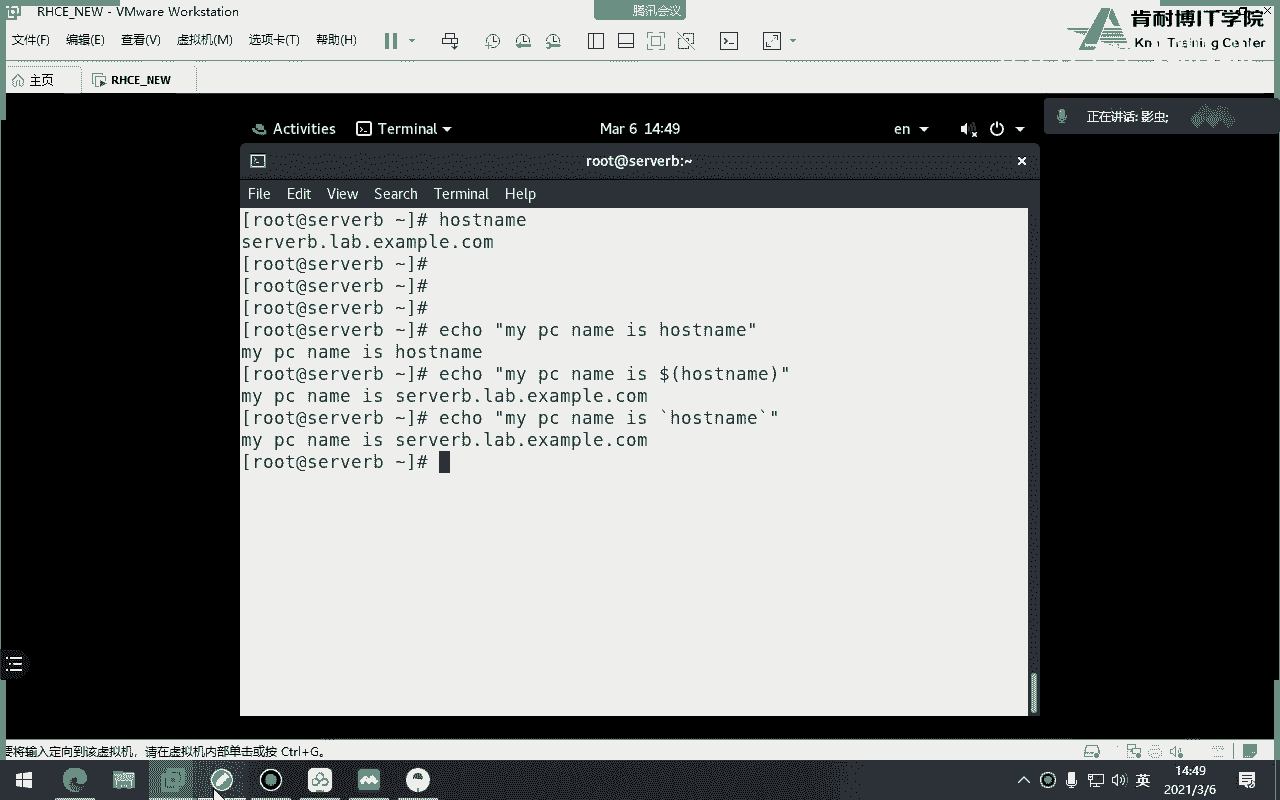 RHCE_NEW - VMware Workstation
腾讯会议
肯耐博IT学院
Training Center
文件(F) 编辑(E) 查看(V) 虚拟机(M) 选项卡(T) 帮助(H)
主页 RHCE_NEW
正在讲话: 影虫;
Activities Terminal Mar 6 14:49 en
root@serverb:~
File Edit View Search Terminal Help
[root@serverb ~]# hostname
serverb.lab.example.com
[root@serverb ~]#
[root@serverb ~]#
[root@serverb ~]#
[root@serverb ~]# echo "my pc name is hostname"
my pc name is hostname
[root@serverb ~]# echo "my pc name is $(hostname)"
my pc name is serverb.lab.example.com
[root@serverb ~]# echo "my pc name is `hostname`"
my pc name is serverb.lab.example.com
[root@serverb ~]#
要将输入定向到该虚拟机，请在虚拟机内部单击或按 Ctrl+G。
英
14:49
2021/3/6